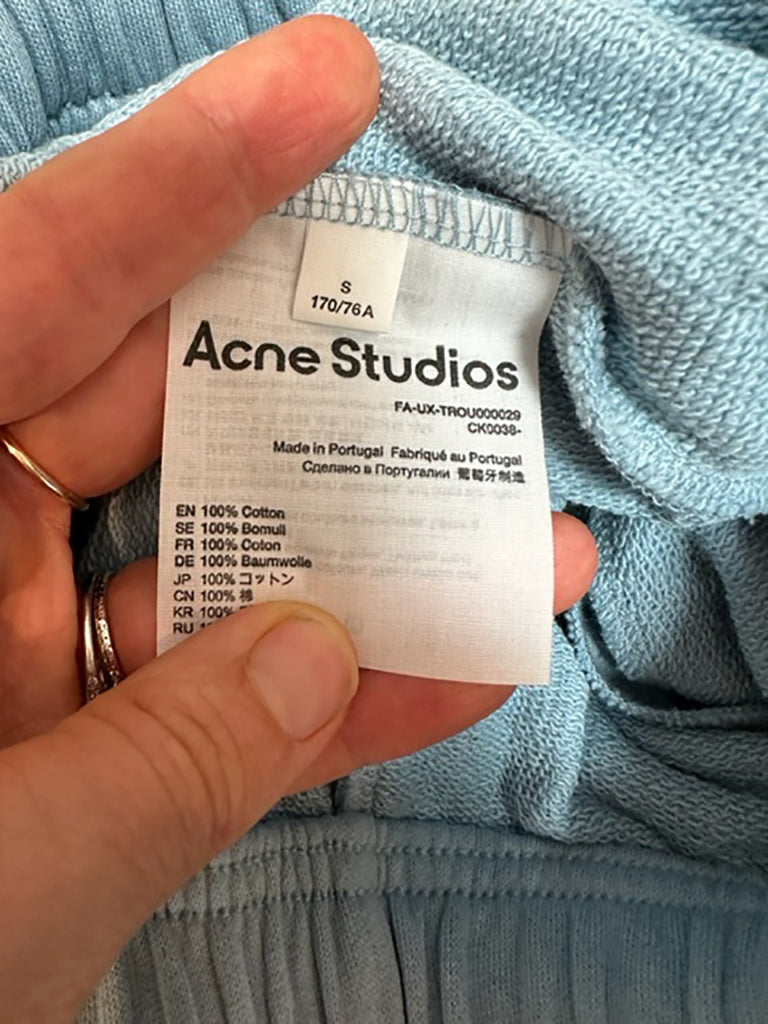 S
170/76A
Acne Studios
FA-UX-TROU000029
CK0038-
Made in Portugal Fabriqué au Portugal
Сделано в Португалии 葡萄牙制造
EN 100% Cotton
SE 100% Bomull
FR 100% Coton
DE 100% Baumwolle
JP 100% コットン
CN 100% 棉
KR 100%
RU